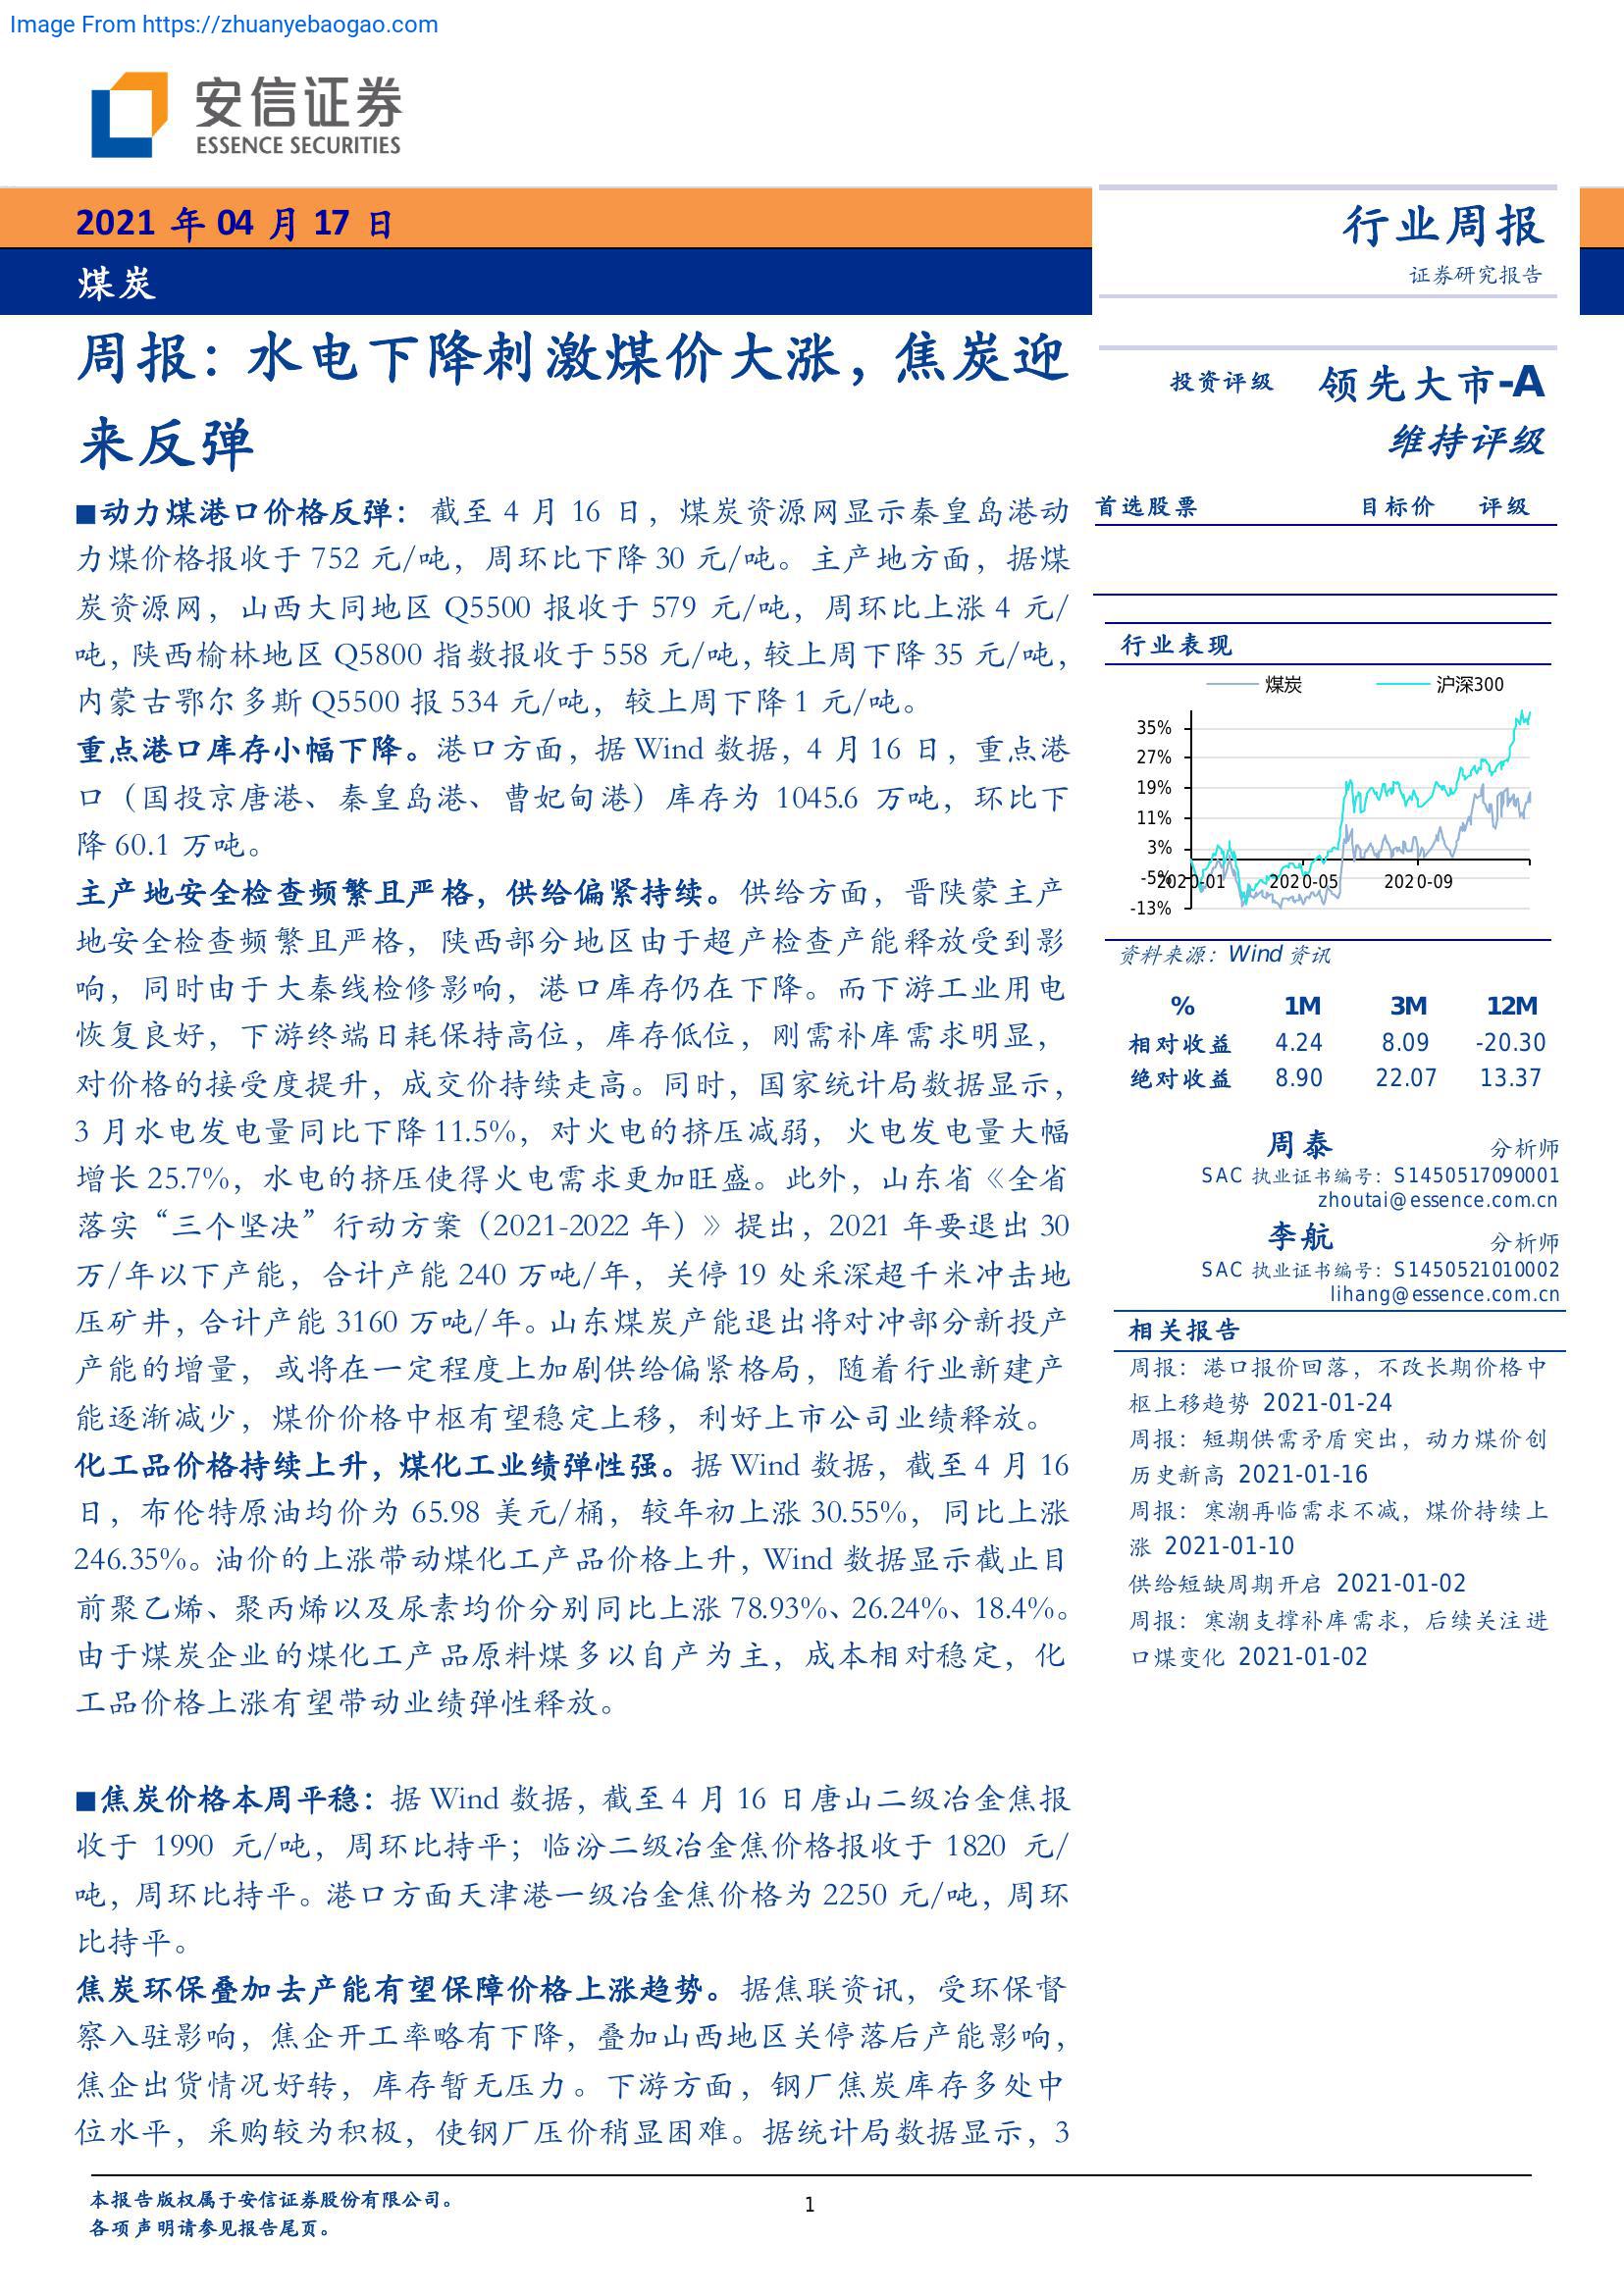 Image From https://zhuanyebaogao.com
安信证券
ESSENCE SECURITIES
2021 年 04 月 17 日
煤炭
行业周报
证券研究报告
周报：水电下降刺激煤价大涨，焦炭迎
来反弹
■动力煤港口价格反弹：截至 4 月 16 日，煤炭资源网显示秦皇岛港动
力煤价格报收于 752 元/吨，周环比下降 30 元/吨。主产地方面，据煤
炭资源网，山西大同地区 Q5500 报收于 579 元/吨，周环比上涨 4 元/
吨，陕西榆林地区 Q5800 指数报收于 558 元/吨，较上周下降 35 元/吨，
内蒙古鄂尔多斯 Q5500 报 534 元/吨，较上周下降 1 元/吨。
重点港口库存小幅下降。港口方面，据 Wind 数据，4 月 16 日，重点港
口（国投京唐港、秦皇岛港、曹妃甸港）库存为 1045.6 万吨，环比下
降 60.1 万吨。
主产地安全检查频繁且严格，供给偏紧持续。供给方面，晋陕蒙主产
地安全检查频繁且严格，陕西部分地区由于超产检查产能释放受到影
响，同时由于大秦线检修影响，港口库存仍在下降。而下游工业用电
恢复良好，下游终端日耗保持高位，库存低位，刚需补库需求明显，
对价格的接受度提升，成交价持续走高。同时，国家统计局数据显示，
3 月水电发电量同比下降 11.5%，对火电的挤压减弱，火电发电量大幅
增长 25.7%，水电的挤压使得火电需求更加旺盛。此外，山东省《全省
落实“三个坚决”行动方案（2021-2022 年）》提出，2021 年要退出 30
万/年以下产能，合计产能 240 万吨/年，关停 19 处采深超千米冲击地
压矿井，合计产能 3160 万吨/年。山东煤炭产能退出将对冲部分新投产
产能的增量，或将在一定程度上加剧供给偏紧格局，随着行业新建产
能逐渐减少，煤价价格中枢有望稳定上移，利好上市公司业绩释放。
化工品价格持续上升，煤化工业绩弹性强。据 Wind 数据，截至 4 月 16
日，布伦特原油均价为 65.98 美元/桶，较年初上涨 30.55%，同比上涨
246.35%。油价的上涨带动煤化工产品价格上升，Wind 数据显示截止目
前聚乙烯、聚丙烯以及尿素均价分别同比上涨 78.93%、26.24%、18.4%。
由于煤炭企业的煤化工产品原料煤多以自产为主，成本相对稳定，化
工品价格上涨有望带动业绩弹性释放。
■焦炭价格本周平稳：据 Wind 数据，截至 4 月 16 日唐山二级冶金焦报
收于 1990 元/吨，周环比持平；临汾二级冶金焦价格报收于 1820 元/
吨，周环比持平。港口方面天津港一级冶金焦价格为 2250 元/吨，周环
比持平。
焦炭环保叠加去产能有望保障价格上涨趋势。据焦联资讯，受环保督
察入驻影响，焦企开工率略有下降，叠加山西地区关停落后产能影响，
焦企出货情况好转，库存暂无压力。下游方面，钢厂焦炭库存多处中
位水平，采购较为积极，使钢厂压价稍显困难。据统计局数据显示，3
投资评级 领先大市-A
维持评级
首选股票 目标价 评级
行业表现
煤炭 沪深300
35%
27%
19%
11%
3%
-5%
-13%
2020-01 2020-05 2020-09
资料来源：Wind 资讯
% 1M 3M 12M
相对收益 4.24 8.09 -20.30
绝对收益 8.90 22.07 13.37
周泰 分析师
SAC 执业证书编号：S1450517090001
zhoutai@essence.com.cn
李航 分析师
SAC 执业证书编号：S1450521010002
lihang@essence.com.cn
相关报告
周报：港口报价回落，不改长期价格中
枢上移趋势 2021-01-24
周报：短期供需矛盾突出，动力煤价创
历史新高 2021-01-16
周报：寒潮再临需求不减，煤价持续上
涨 2021-01-10
供给短缺周期开启 2021-01-02
周报：寒潮支撑补库需求，后续关注进
口煤变化 2021-01-02
本报告版权属于安信证券股份有限公司。
各项声明请参见报告尾页。
1